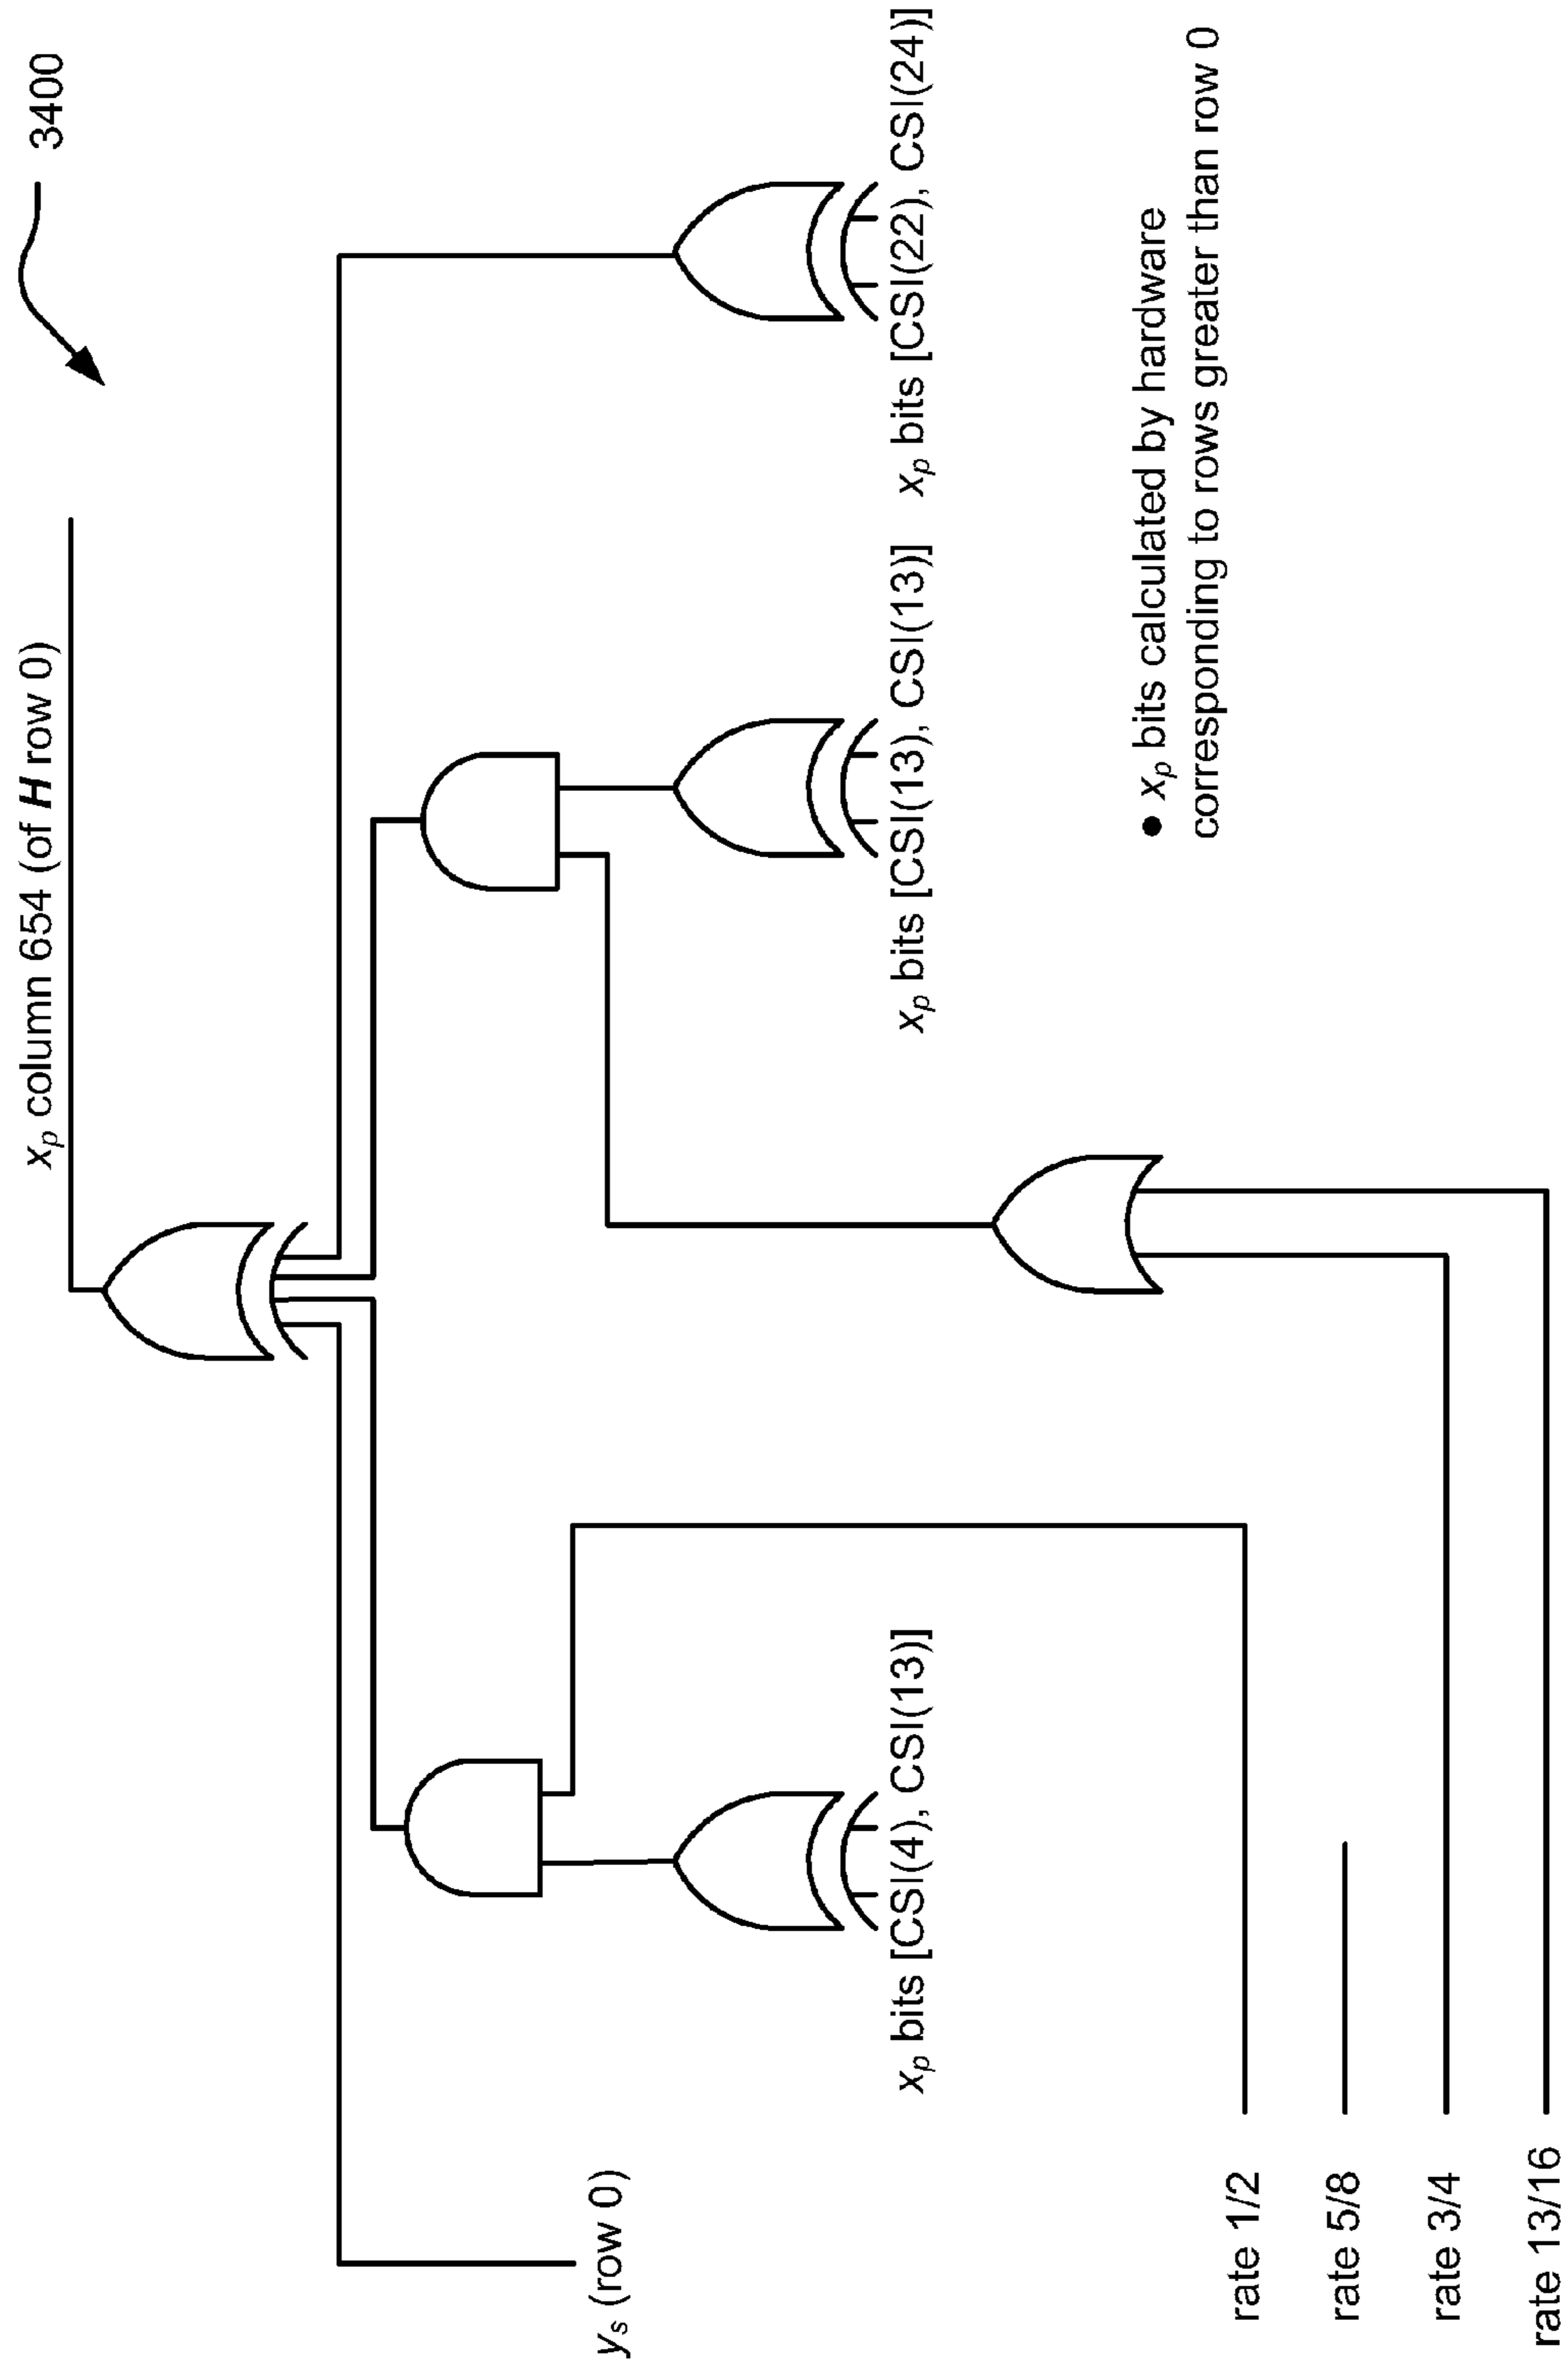 3400
x_p column 654 (of H row 0)
y_s (row 0)
x_p bits [CSI(4), CSI(13)]
x_p bits [CSI(13), CSI(13)]
x_p bits [CSI(22), CSI(24)]
rate 1/2
rate 5/8
rate 3/4
rate 13/16
• x_p bits calculated by hardware
corresponding to rows greater than row 0